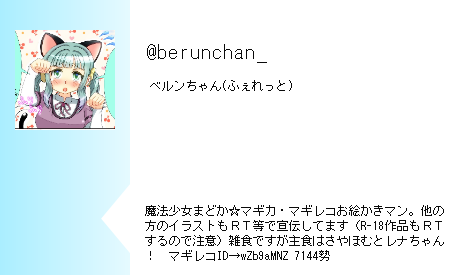 @berunchan_
ベルンちゃん(ふぇれっと)
魔法少女まどか☆マギカ・マギレコお絵かきマン。他の
方のイラストもＲＴ等で宣伝してます（R-18作品もＲＴ
するので注意）雑食ですが主食はさやほむとレナちゃん
！　マギレコID→wZb9aMNZ 7144勢